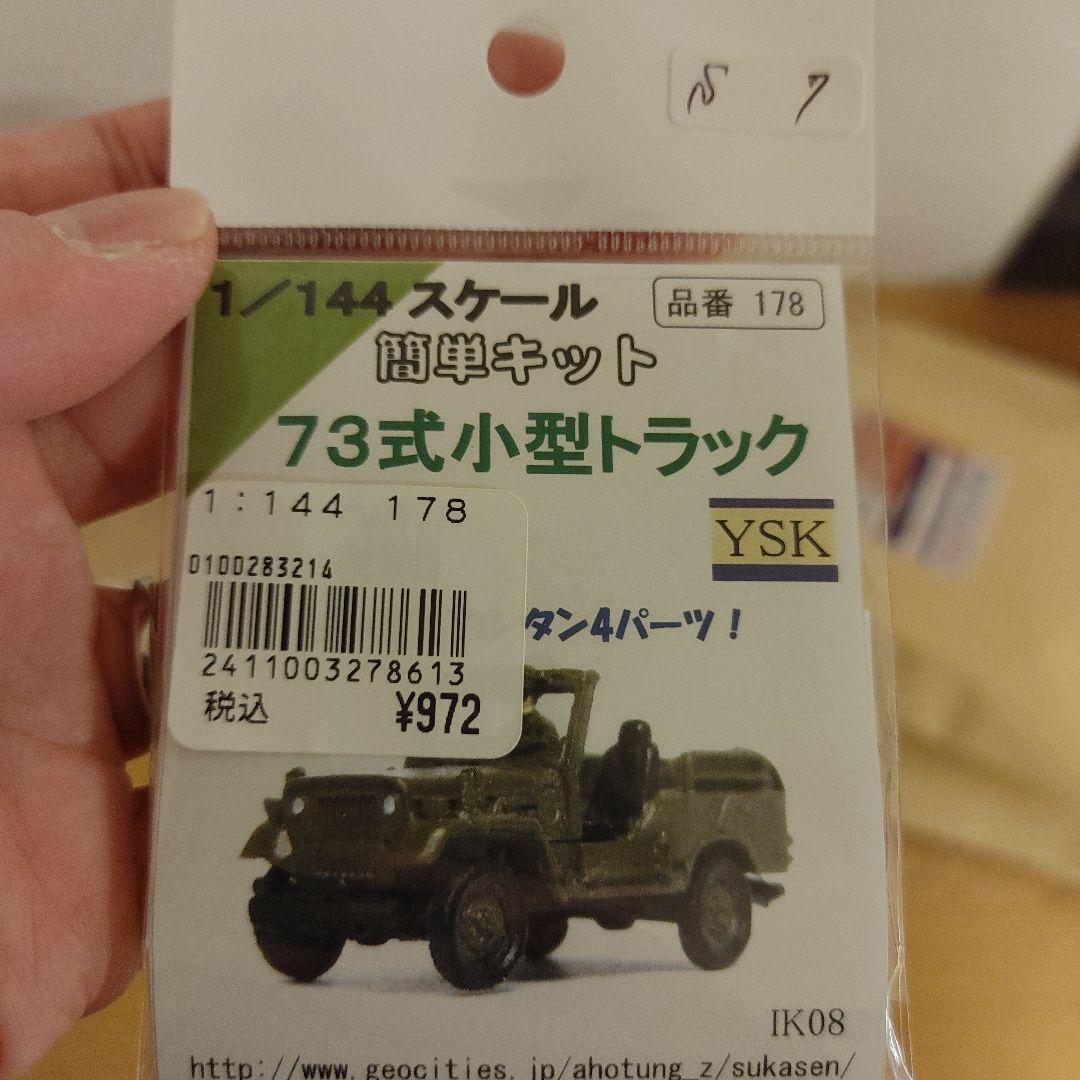 7
1／144 スケール
品番 178
簡単キット
73式小型トラック
1:144 178
YSK
0100283214
タン4パーツ！
2411003278613
税込 ¥972
IK08
http://www.geocities.jp/ahotung_z/sukasen/